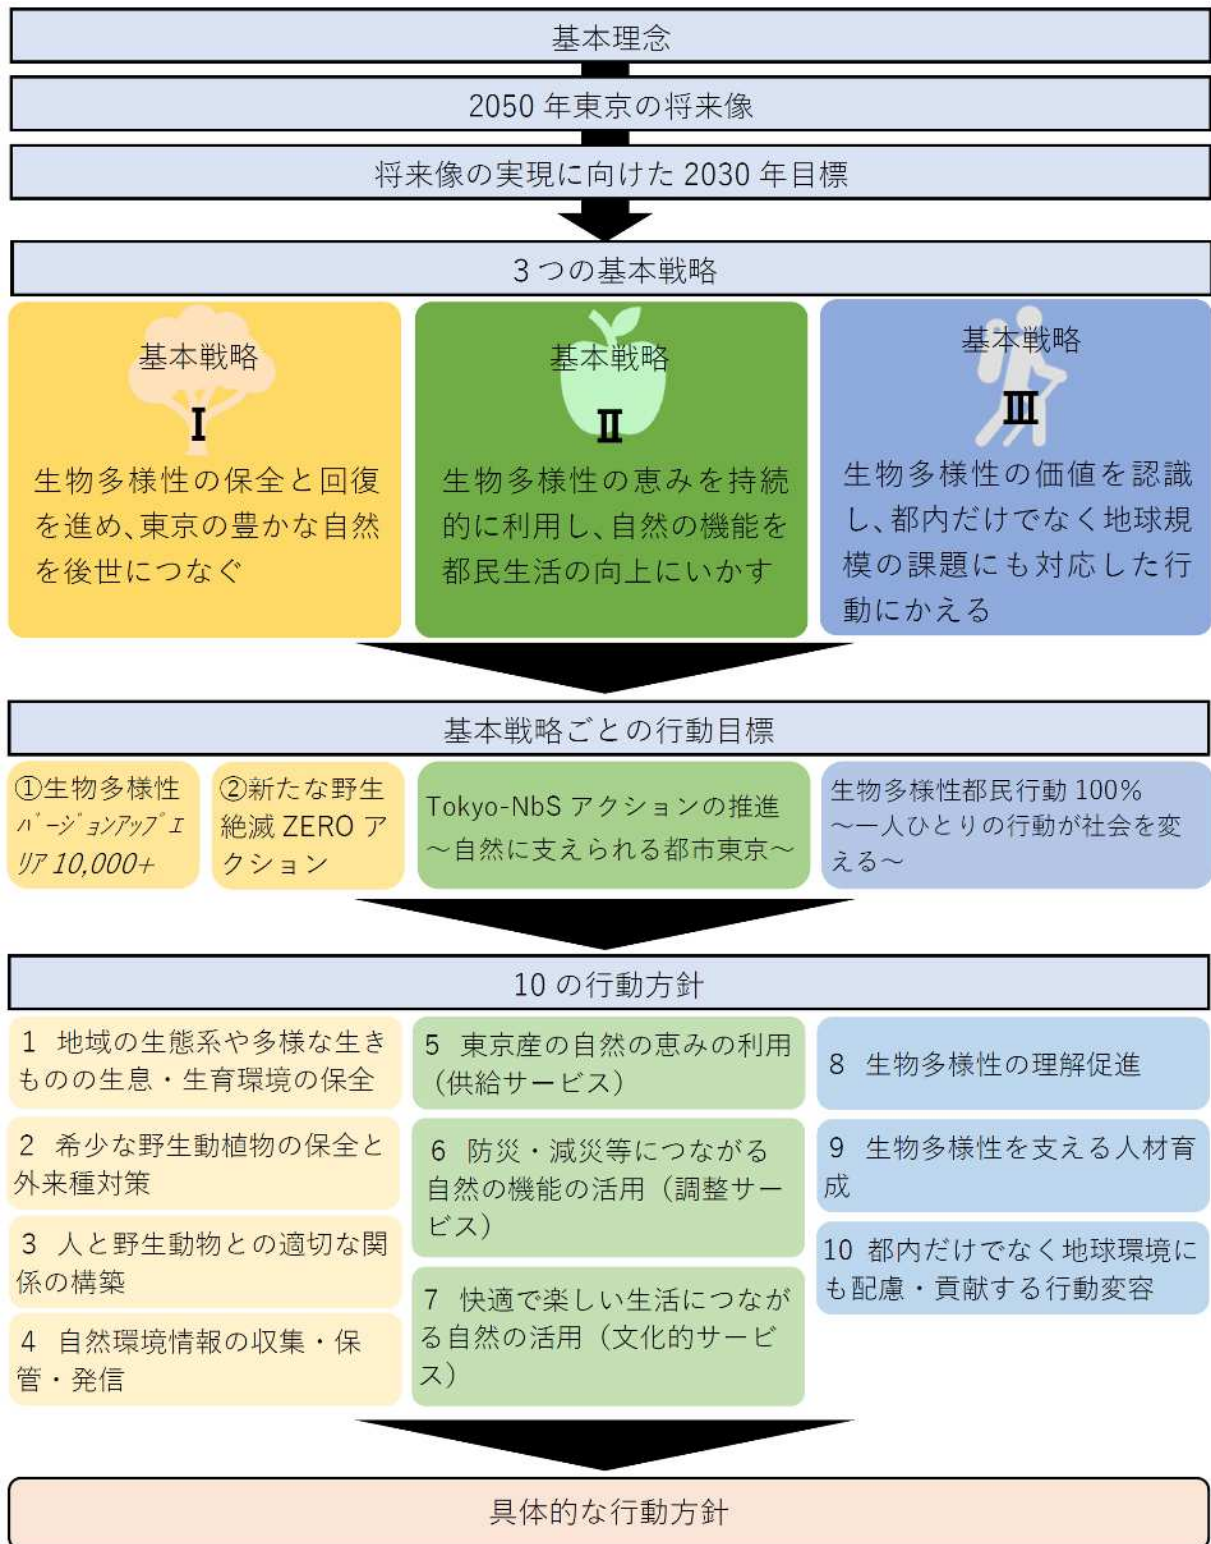 基本理念
2050 年東京の将来像
将来像の実現に向けた 2030 年目標
3 つの基本戦略
基本戦略
Ⅰ
生物多様性の保全と回復
を進め、東京の豊かな自然
を後世につなぐ
基本戦略
Ⅱ
生物多様性の恵みを持続
的に利用し、自然の機能を
都民生活の向上にいかす
基本戦略
Ⅲ
生物多様性の価値を認識
し、都内だけでなく地球規
模の課題にも対応した行
動にかえる
基本戦略ごとの行動目標
①生物多様性
バージョンアップエ
リア 10,000+
②新たな野生
絶滅 ZERO ア
クション
Tokyo-NbS アクションの推進
～自然に支えられる都市東京～
生物多様性都民行動 100%
～一人ひとりの行動が社会を変
える～
10 の行動方針
1 地域の生態系や多様な生き
ものの生息・生育環境の保全
2 希少な野生動植物の保全と
外来種対策
3 人と野生動物との適切な関
係の構築
4 自然環境情報の収集・保
管・発信
5 東京産の自然の恵みの利用
（供給サービス）
6 防災・減災等につながる
自然の機能の活用（調整サー
ビス）
7 快適で楽しい生活につなが
る自然の活用（文化的サービ
ス）
8 生物多様性の理解促進
9 生物多様性を支える人材育
成
10 都内だけでなく地球環境に
も配慮・貢献する行動変容
具体的な行動方針